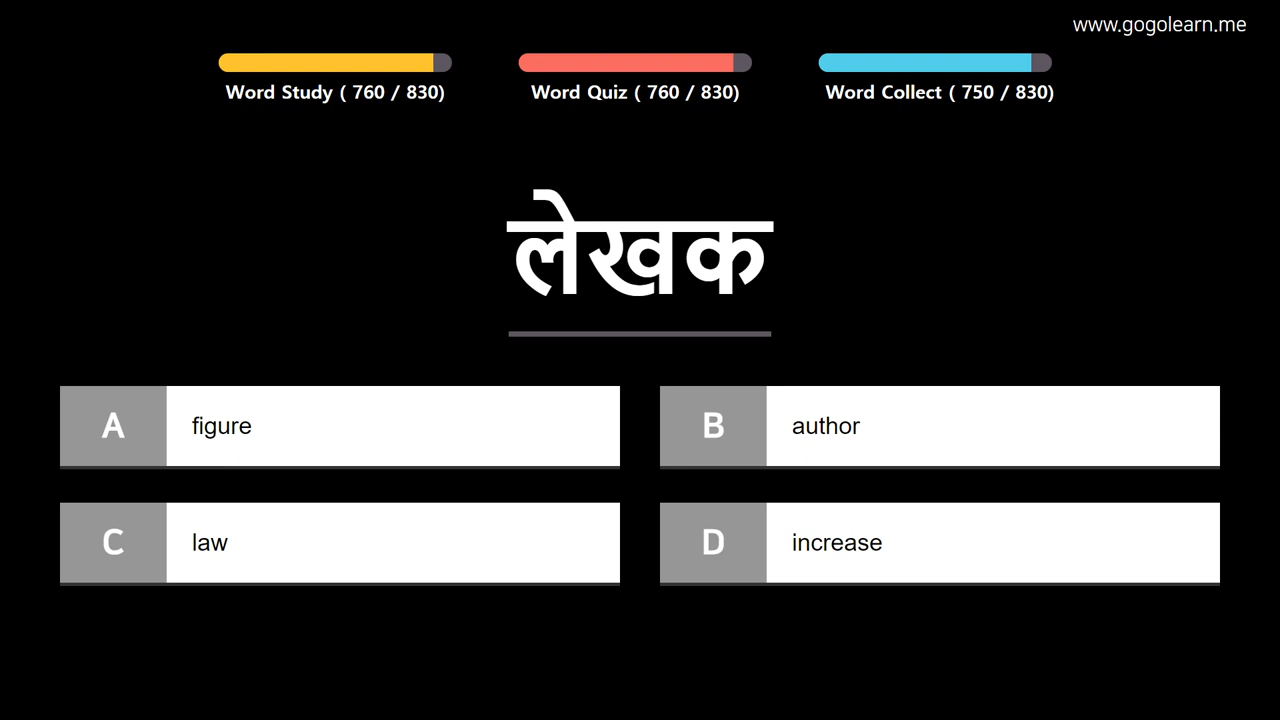 www.gogolearn.me
Word Study ( 760 / 830)
Word Quiz ( 760 / 830)
Word Collect ( 750 / 830)
लेखक
A figure
B author
C law
D increase